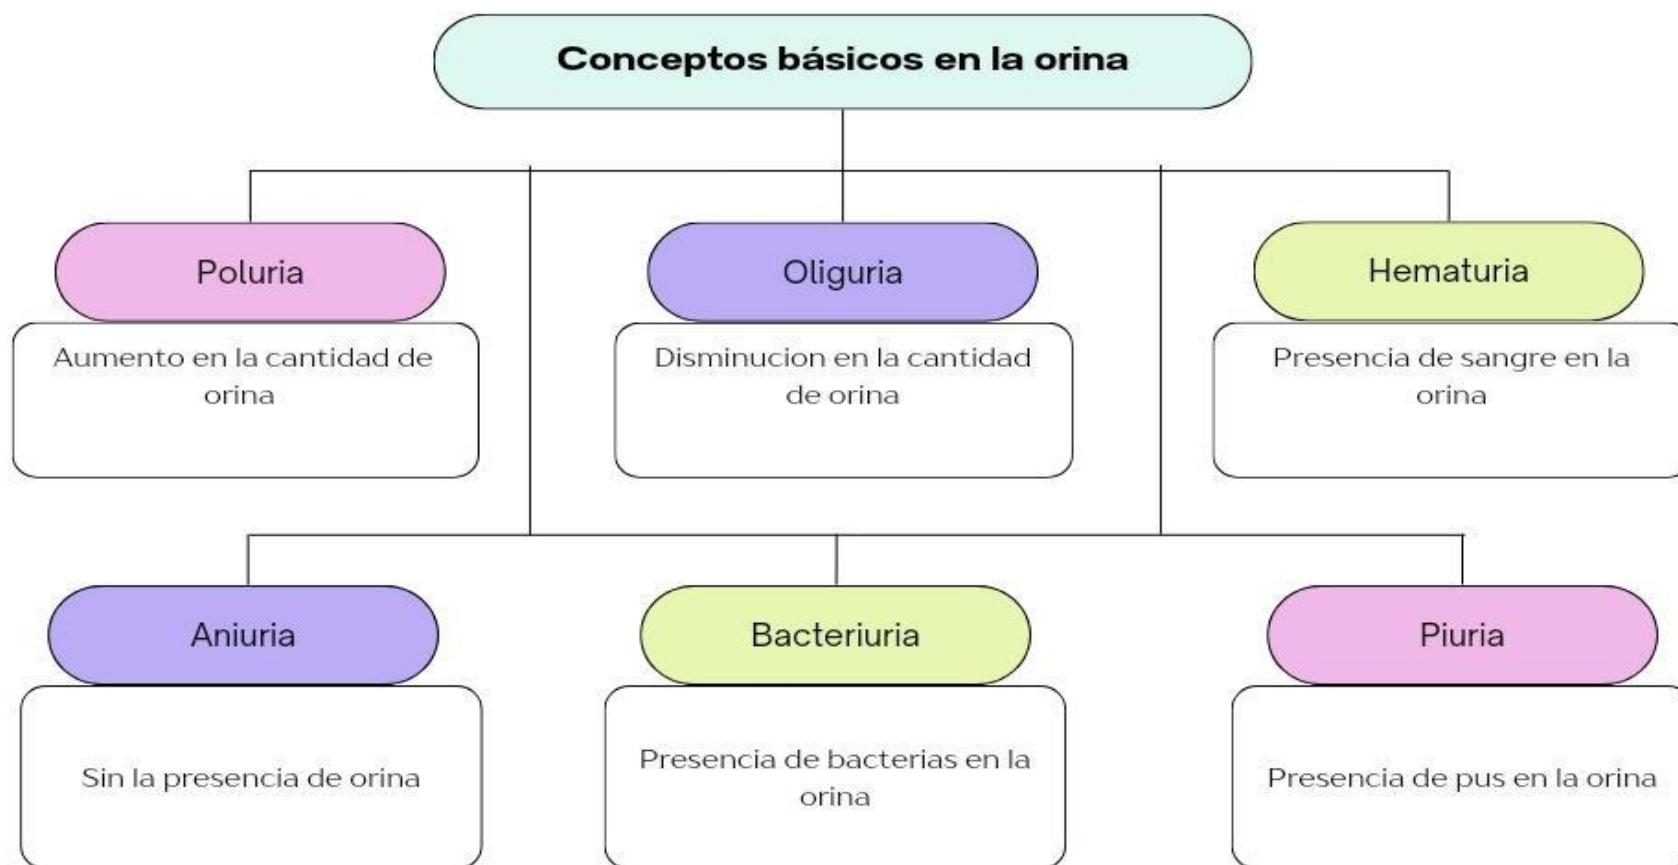 Conceptos básicos en la orina
Poluria
Oliguria
Hematuria
Aumento en la cantidad de
orina
Disminucion en la cantidad
de orina
Presencia de sangre en la
orina
Aniuria
Bacteriuria
Piuria
Sin la presencia de orina
Presencia de bacterias en la
orina
Presencia de pus en la orina